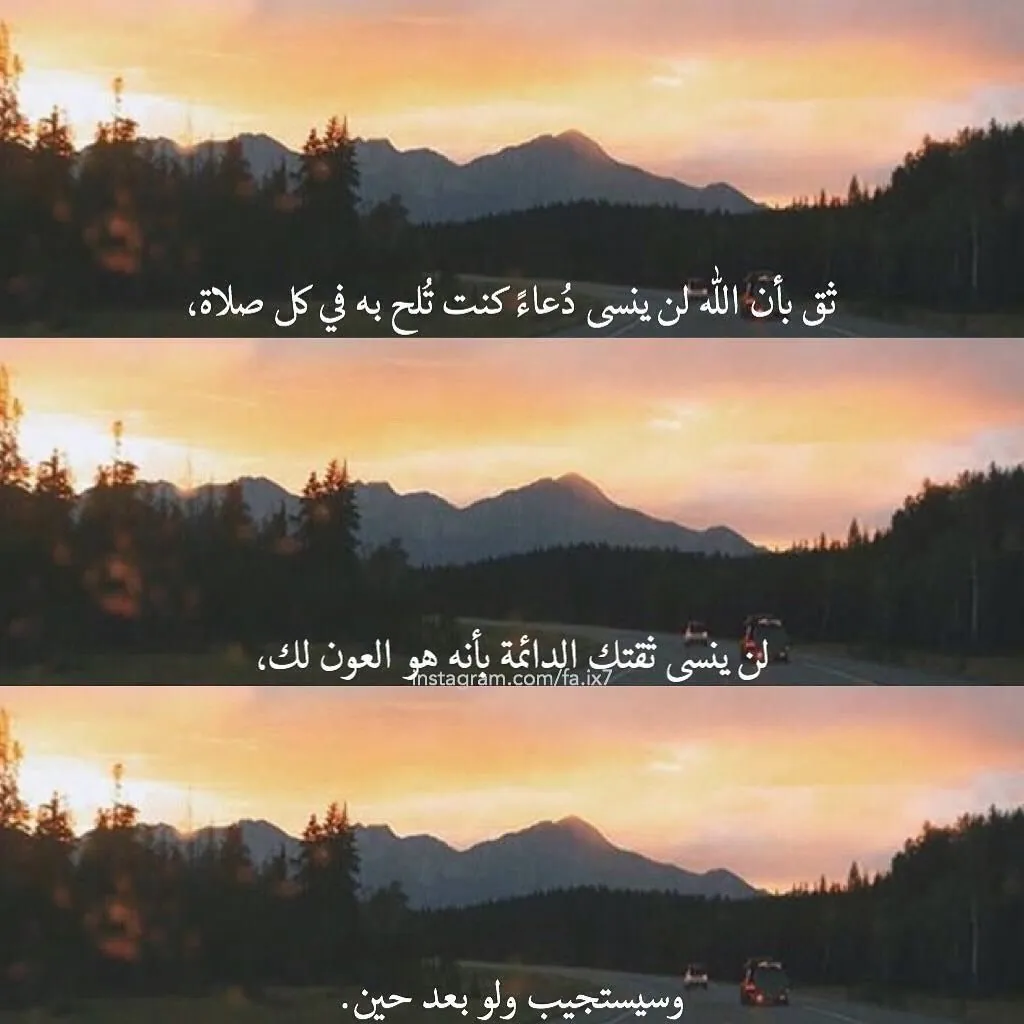 ثق بأن الله لن ينسى دُعاءً كنت تُلح به في كل صلاة،
لن ينسى ثقتك الدائمة بأنه هو العون لك،
instagram.com/fa.ix7
وسيستجيب ولو بعد حين.